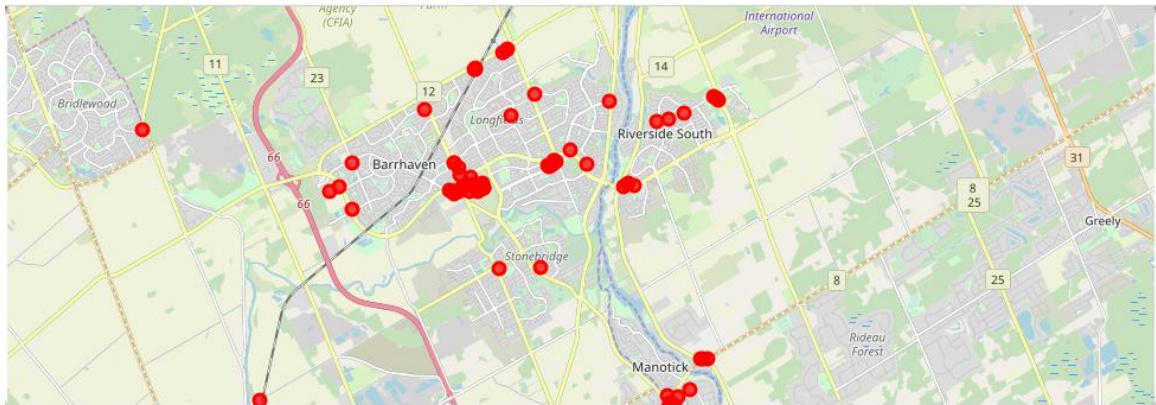 Agency
(CFIA)
Farm
International
Airport
11
23
12
14
Bridlewood
Riverside South
31
Barrhaven
66
66
8
25
Greely
Stonebridge
8
25
Rideau
Forest
Manotick